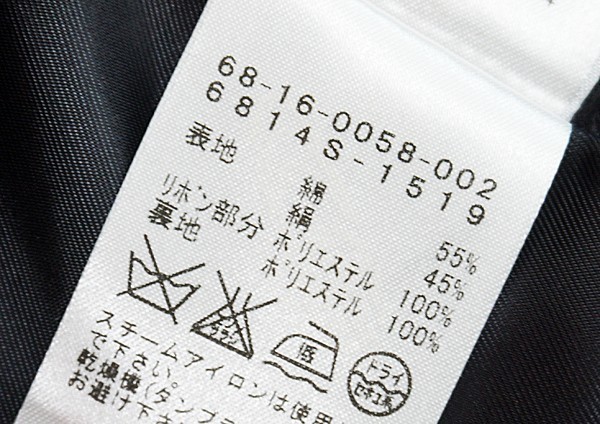 68-16-0058-002
6814S-1519
表地 綿 55%
絹 45%
リボン部分 ポリエステル 100%
裏地 ポリエステル 100%
低
ドライ
スチームアイロンは使用
で下さい。
乾燥機(タンブラ
お避け下さ